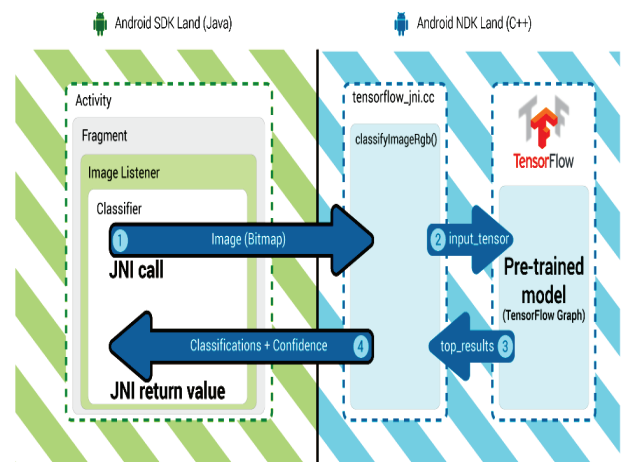 Android SDK Land (Java)
Android NDK Land (C++)
Activity
Fragment
Image Listener
Classifier
1
Image (Bitmap)
JNI call
4
Classifications + Confidence
JNI return value
tensorflow_jni.cc
classifyImageRgb()
2 input_tensor
top_results 3
TensorFlow
Pre-trained
model
(TensorFlow Graph)